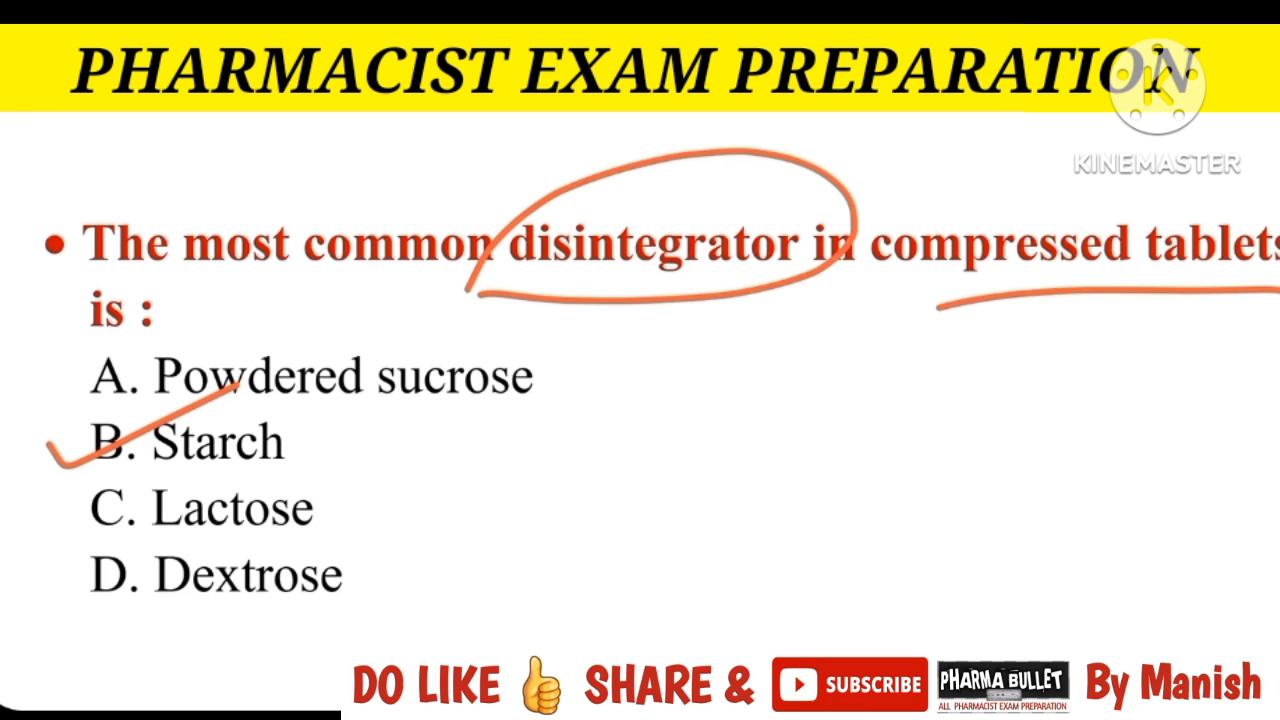 PHARMACIST EXAM PREPARATION
KINEMASTER
• The most common disintegrator in compressed tablets
is :
A. Powdered sucrose
B. Starch
C. Lactose
D. Dextrose
DO LIKE 👍 SHARE & SUBSCRIBE PHARMA BULLET By Manish
ALL PHARMACIST EXAM PREPARATION